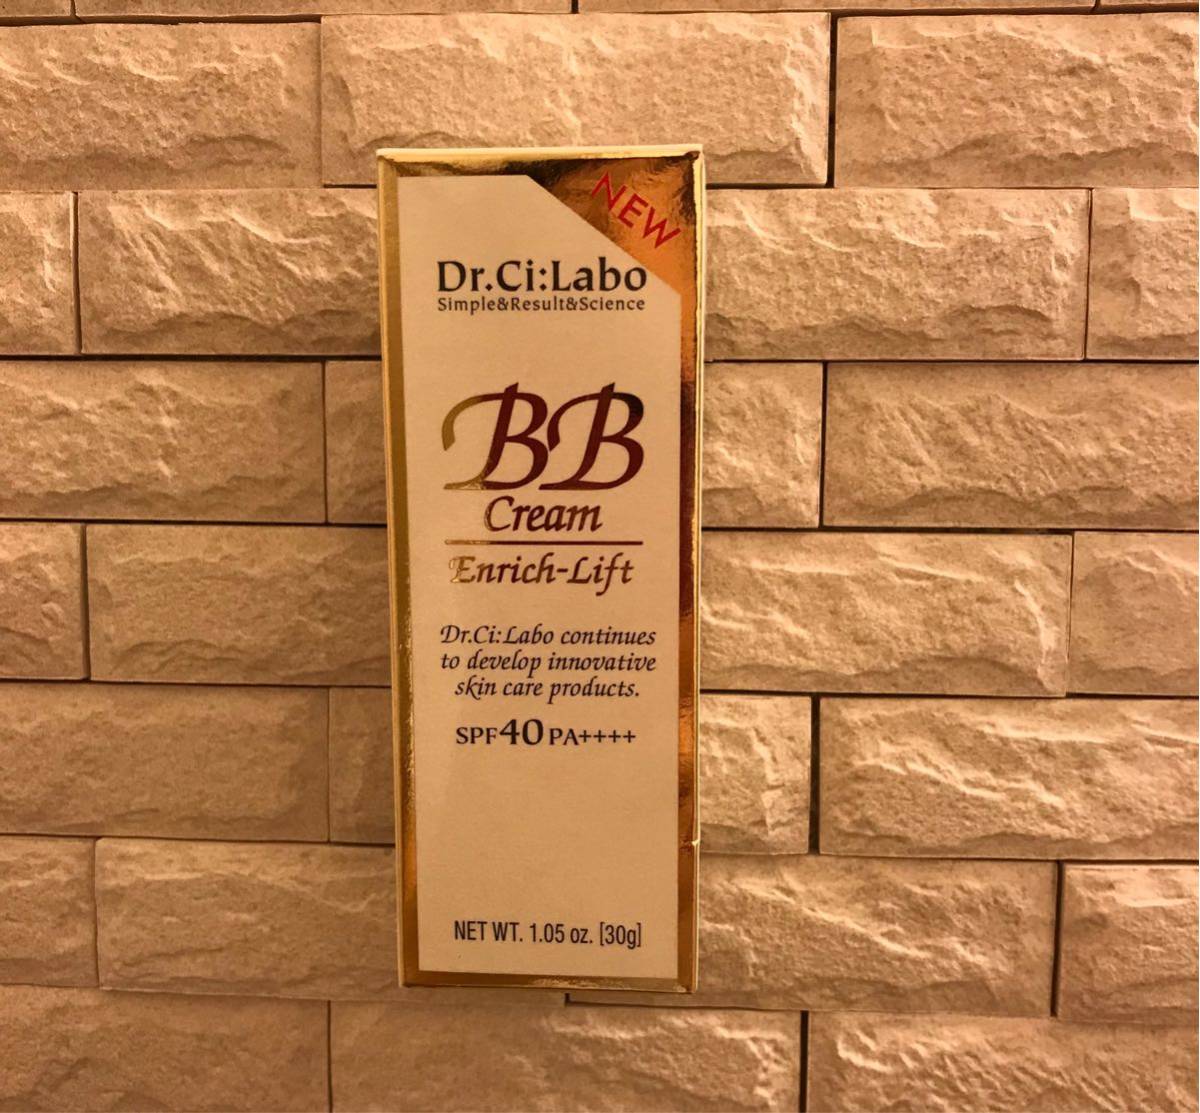 NEW
Dr.Ci:Labo
Simple&Result&Science
BB
Cream
Enrich-Lift
Dr.Ci:Labo continues
to develop innovative
skin care products.
SPF40 PA++++
NET WT. 1.05 oz. [30g]